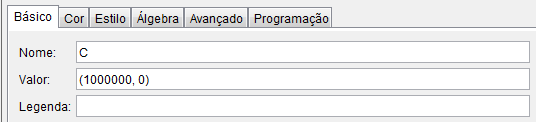 Básico Cor Estilo Álgebra Avançado Programação
Nome: C
Valor: (1000000, 0)
Legenda: